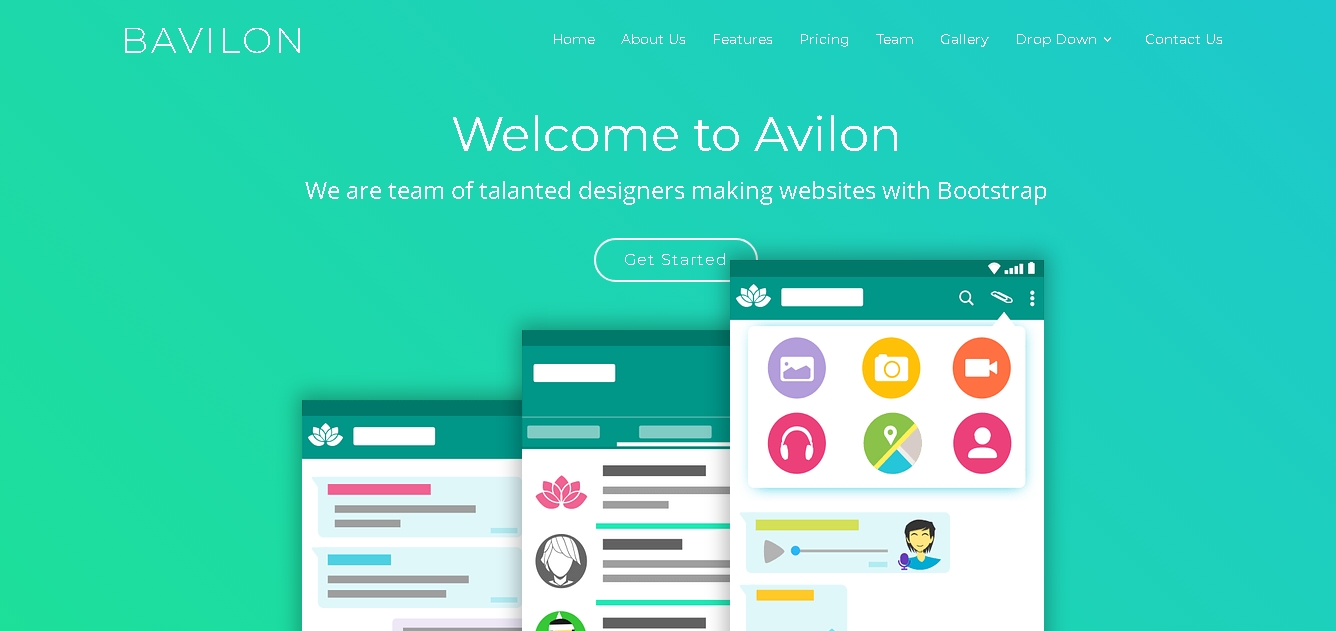 BAVILON
Home About Us Features Pricing Team Gallery Drop Down Contact Us
Welcome to Avilon
We are team of talanted designers making websites with Bootstrap
Get Started